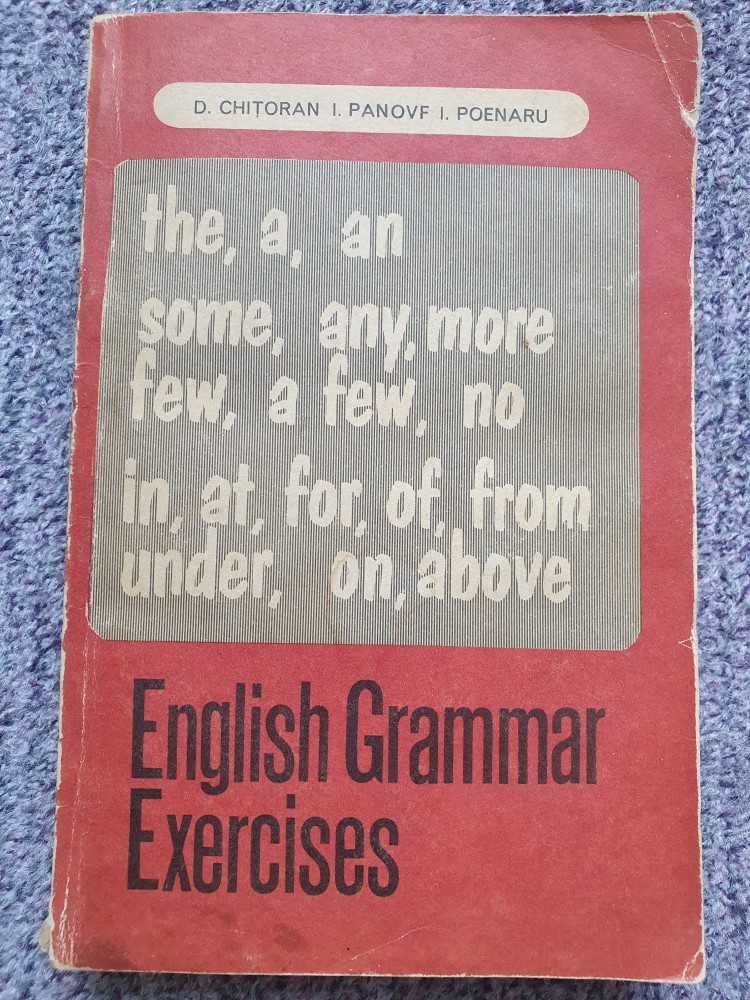 D. CHIȚORAN I. PANOVF I. POENARU
the, a, an
some, any, more
few, a few, no
in, at, for, of, from
under, on, above
English Grammar
Exercises